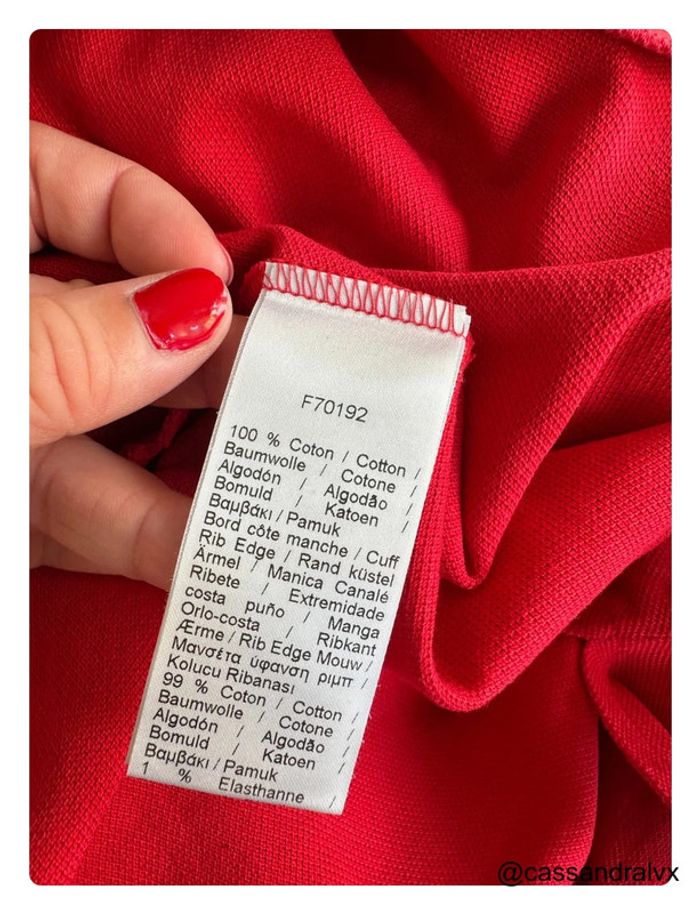 F70192
100 % Coton / Cotton /
Baumwolle / Cotone /
Algodón / Algodão /
Bomuld / Katoen /
Βαμβάκι / Pamuk
Bord côte manche / Cuff
Rib Edge / Rand küstel
Ärmel / Manica Canalé
Ribete / Extremidade
costa puño / Manga
Orlo-costa / Ribkant
Ærme / Rib Edge Mouw /
Μανσέτα ύφανση ριμπ /
Kolucu Ribanasi
99 % Coton / Cotton /
Baumwolle / Cotone /
Algodón / Algodão /
Bomuld / Katoen /
Βαμβάκι / Pamuk
1 % Elasthanne /
@cassandralvx